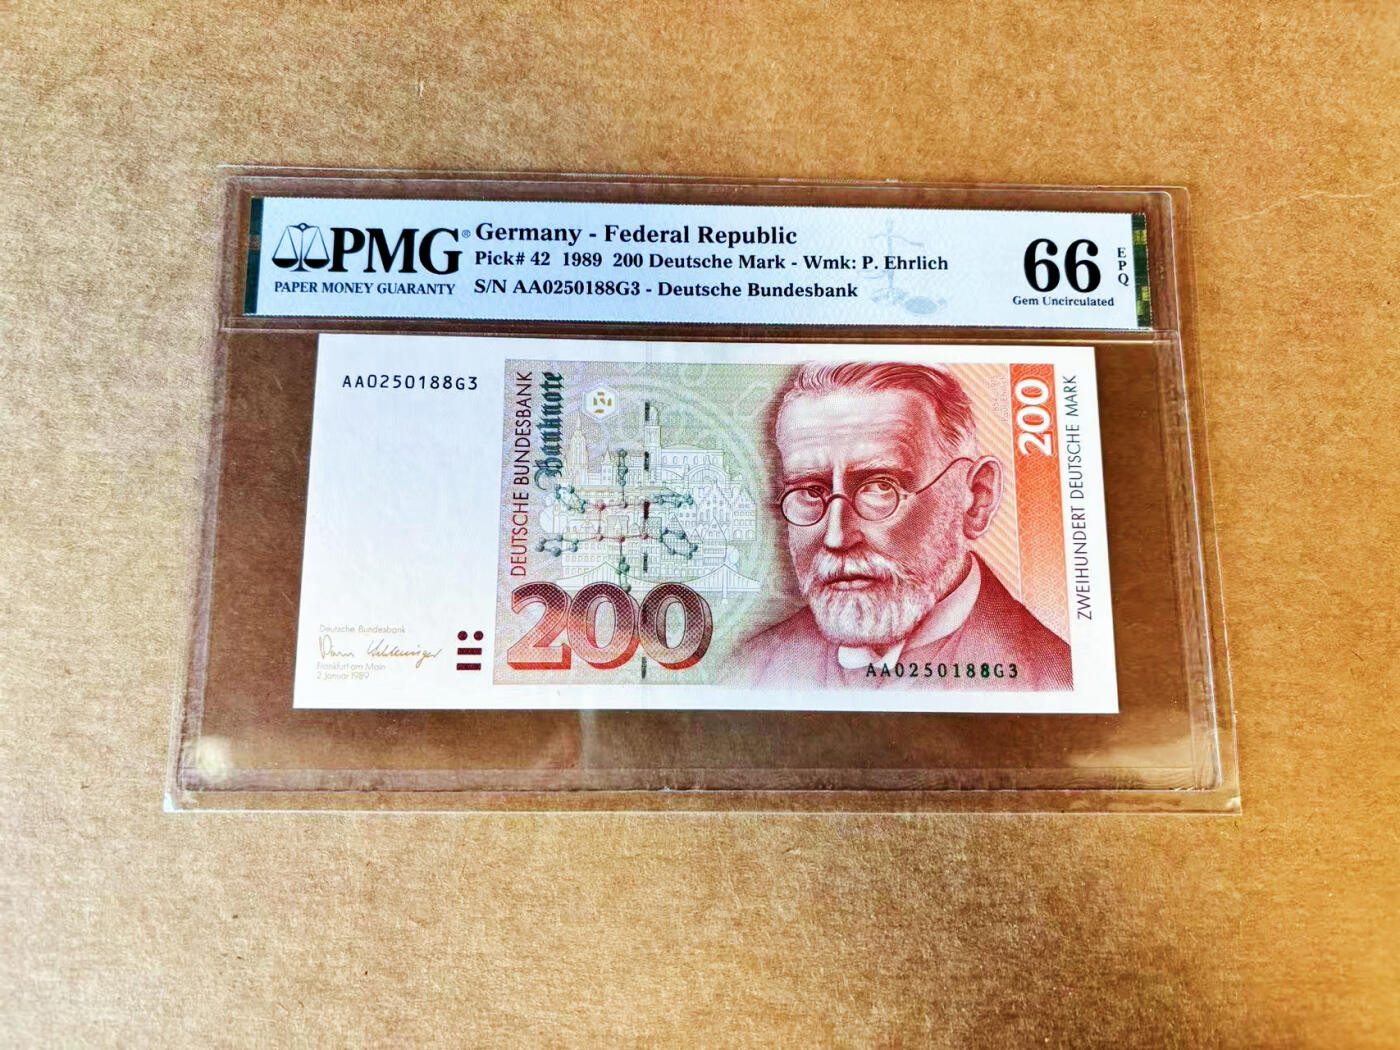 PMG®
PAPER MONEY GUARANTY
Germany - Federal Republic
Pick# 42 1989 200 Deutsche Mark - Wmk: P. Ehrlich
S/N AA0250188G3 - Deutsche Bundesbank
66
EPQ
Gem Uncirculated
AA0250188G3
DEUTSCHE BUNDESBANK
Banknote
200
200
ZWEIHUNDERT DEUTSCHE MARK
Deutsche Bundesbank
Frankfurt am Main
2. Januar 1989
AA0250188G3